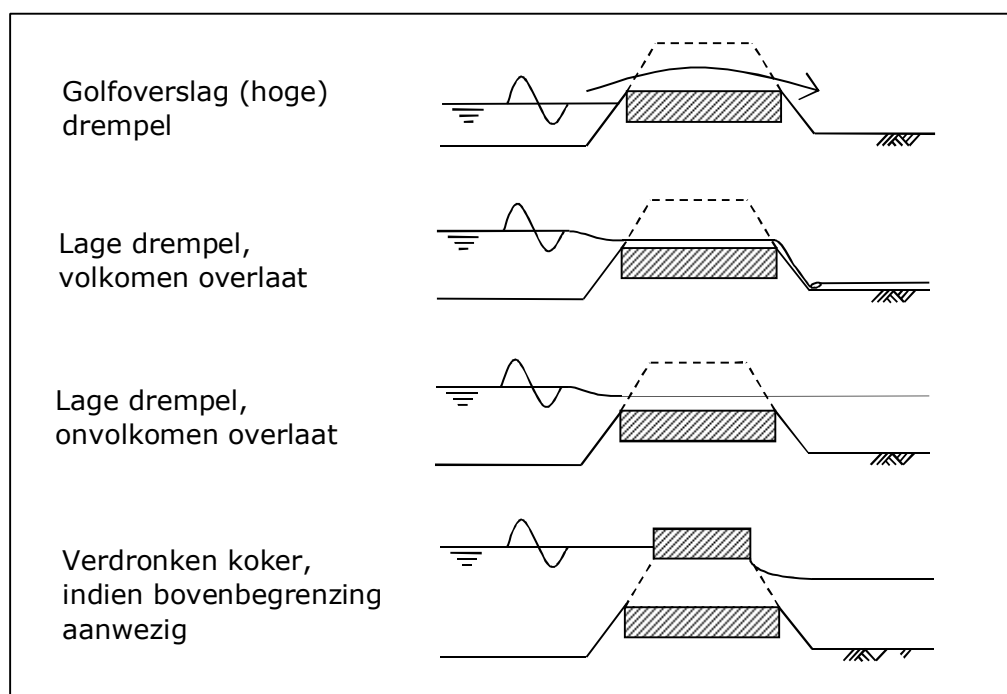 Golfoverslag (hoge)
drempel
Lage drempel,
volkomen overlaat
Lage drempel,
onvolkomen overlaat
Verdronken koker,
indien bovenbegrenzing
aanwezig